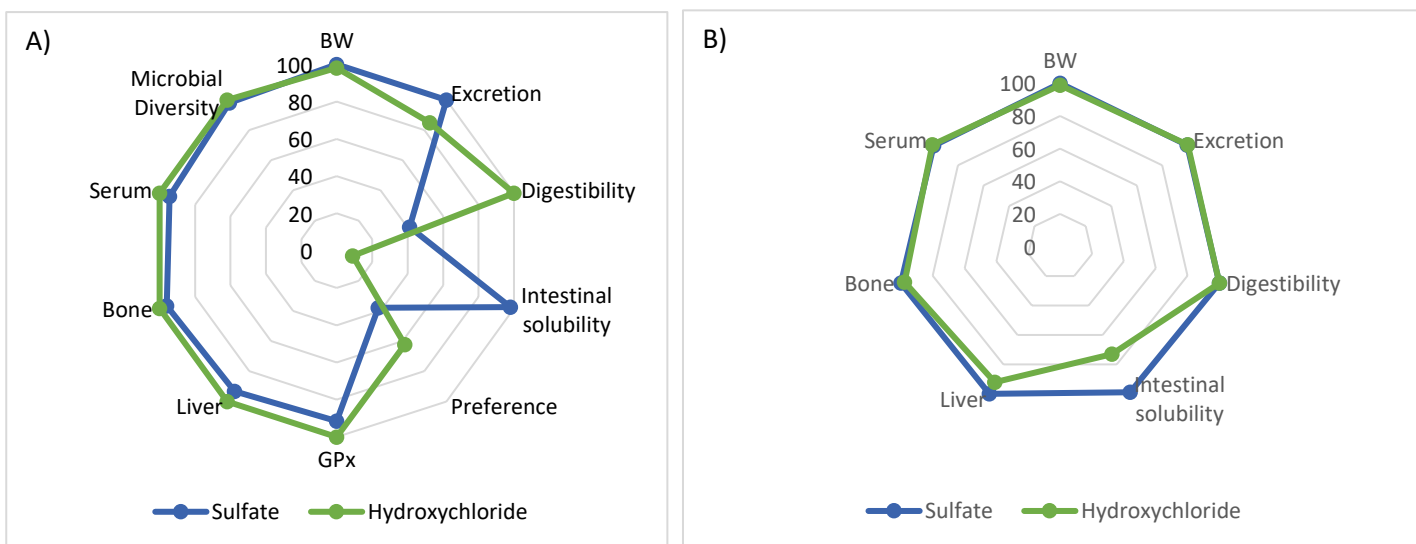 A)
BW
Excretion
Digestibility
Intestinal
solubility
Preference
GPx
Liver
Bone
Serum
Microbial
Diversity
100
80
60
40
20
0
Sulfate
Hydroxychloride
B)
BW
Excretion
Digestibility
Intestinal
solubility
Liver
Bone
Serum
100
80
60
40
20
0
Sulfate
Hydroxychloride